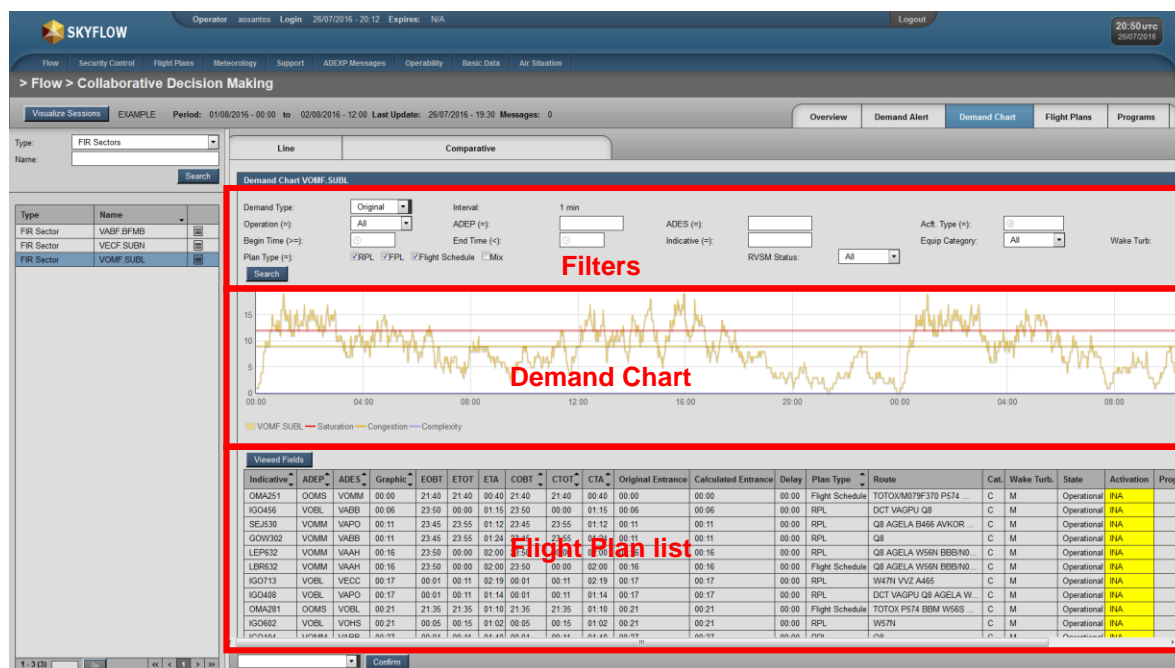 Operator aosantos Login 26/07/2016 - 20:12 Expires: N/A Logout
SKYFLOW
20:50 UTC
26/07/2016
Flow Security Control Flight Plans Meteorology Support ADEXP Messages Operability Basic Data Air Situation
> Flow > Collaborative Decision Making
Visualize Sessions EXAMPLE Period: 01/08/2016 - 00:00 to 02/08/2016 - 12:00 Last Update: 26/07/2016 - 19:30 Messages: 0
Overview Demand Alert Demand Chart Flight Plans Programs
Type: FIR Sectors
Name:
Search
Type Name
FIR Sector VABF.BFMB
FIR Sector VECF.SUBN
FIR Sector VOMF.SUBL
Line Comparative
Demand Chart VOMF.SUBL
Demand Type: Original Interval: 1 min
Operation (=): All ADEP (=): ADES (=): Acft. Type (=):
Begin Time (>=): End Time (<): Indicative (=): Equip Category: All Wake Turb:
Plan Type (=): RPL FPL Flight Schedule Mix RVSM Status: All
Search
Filters
15
10
5
0
00:00 04:00 08:00 12:00 16:00 20:00 00:00 04:00 08:00
Demand Chart
VOMF.SUBL Saturation Congestion Complexity
Viewed Fields
Indicative ADEP ADES Graphic EOBT ETOT ETA COBT CTOT CTA Original Entrance Calculated Entrance Delay Plan Type Route Cat. Wake Turb. State Activation Prog
OMA251 OOMS VOMM 00:00 21:40 21:40 00:40 21:40 21:40 00:40 00:00 00:00 00:00 Flight Schedule TOTOX/M079F370 P574 ... C M Operational INA
IGO456 VOBL VABB 00:06 23:50 00:00 01:15 23:50 00:00 01:15 00:06 00:06 00:00 RPL DCT VAGPU Q8 C M Operational INA
SEJ530 VOMM VAPO 00:11 23:45 23:55 01:12 23:45 23:55 01:12 00:11 00:11 00:00 RPL Q8 AGELA B466 AVKOR ... C M Operational INA
GOW302 VOMM VABB 00:11 23:45 23:55 01:24 23:45 23:55 01:24 00:11 00:11 00:00 RPL Q8 C M Operational INA
LEP632 VOMM VAAH 00:16 23:50 00:00 02:00 23:50 00:00 02:00 00:16 00:16 00:00 RPL Q8 AGELA W56N BBB/N0... C M Operational INA
Flight Plan list
LBR632 VOMM VAAH 00:16 23:50 00:00 02:00 23:50 00:00 02:00 00:16 00:16 00:00 Flight Schedule Q8 AGELA W56N BBB/N0... C M Operational INA
IGO713 VOBL VECC 00:17 00:01 00:11 02:19 00:01 00:11 02:19 00:17 00:17 00:00 RPL W47N VVZ A465 C M Operational INA
IGO408 VOBL VAPO 00:17 00:01 00:11 01:14 00:01 00:11 01:14 00:17 00:17 00:00 RPL DCT VAGPU Q8 AGELA W... C M Operational INA
OMA281 OOMS VOBL 00:21 21:35 21:35 01:10 21:35 21:35 01:10 00:21 00:21 00:00 Flight Schedule TOTOX P574 BBM W56S ... C M Operational INA
IGO602 VOBL VOHS 00:21 00:05 00:15 01:02 00:05 00:15 01:02 00:21 00:21 00:00 RPL W57N C M Operational INA
1 - 3 (3) Go << < 1 > >> Confirm